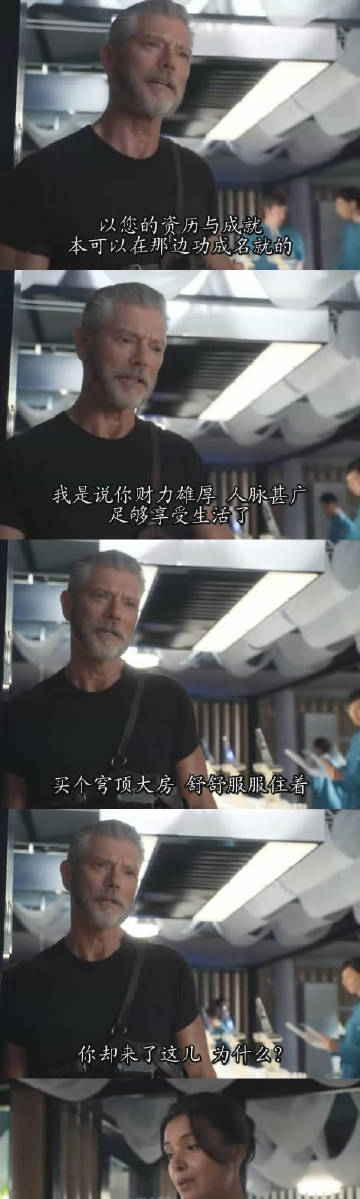 以您的资历与成就
本可以在那边功成名就的
我是说你财力雄厚 人脉甚广
足够享受生活了
买个穹顶大房 舒舒服服住着
你却来了这儿 为什么?